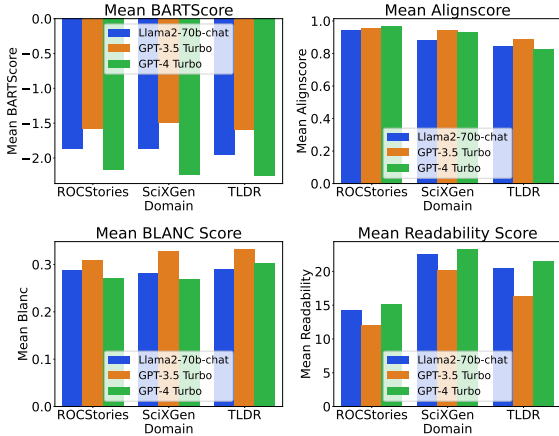 Mean BARTScore
Mean BARTScore
0.0
−0.5
−1.0
−1.5
−2.0
Llama2-70b-chat
GPT-3.5 Turbo
GPT-4 Turbo
ROCStories
SciXGen
TLDR
Domain
Mean Alignscore
Mean Alignscore
1.0
0.8
0.6
0.4
0.2
0.0
Llama2-70b-chat
GPT-3.5 Turbo
GPT-4 Turbo
ROCStories
SciXGen
TLDR
Domain
Mean BLANC Score
Mean Blanc
0.3
0.2
0.1
0.0
Llama2-70b-chat
GPT-3.5 Turbo
GPT-4 Turbo
ROCStories
SciXGen
TLDR
Domain
Mean Readability Score
Mean Readability
20
15
10
5
0
Llama2-70b-chat
GPT-3.5 Turbo
GPT-4 Turbo
ROCStories
SciXGen
TLDR
Domain